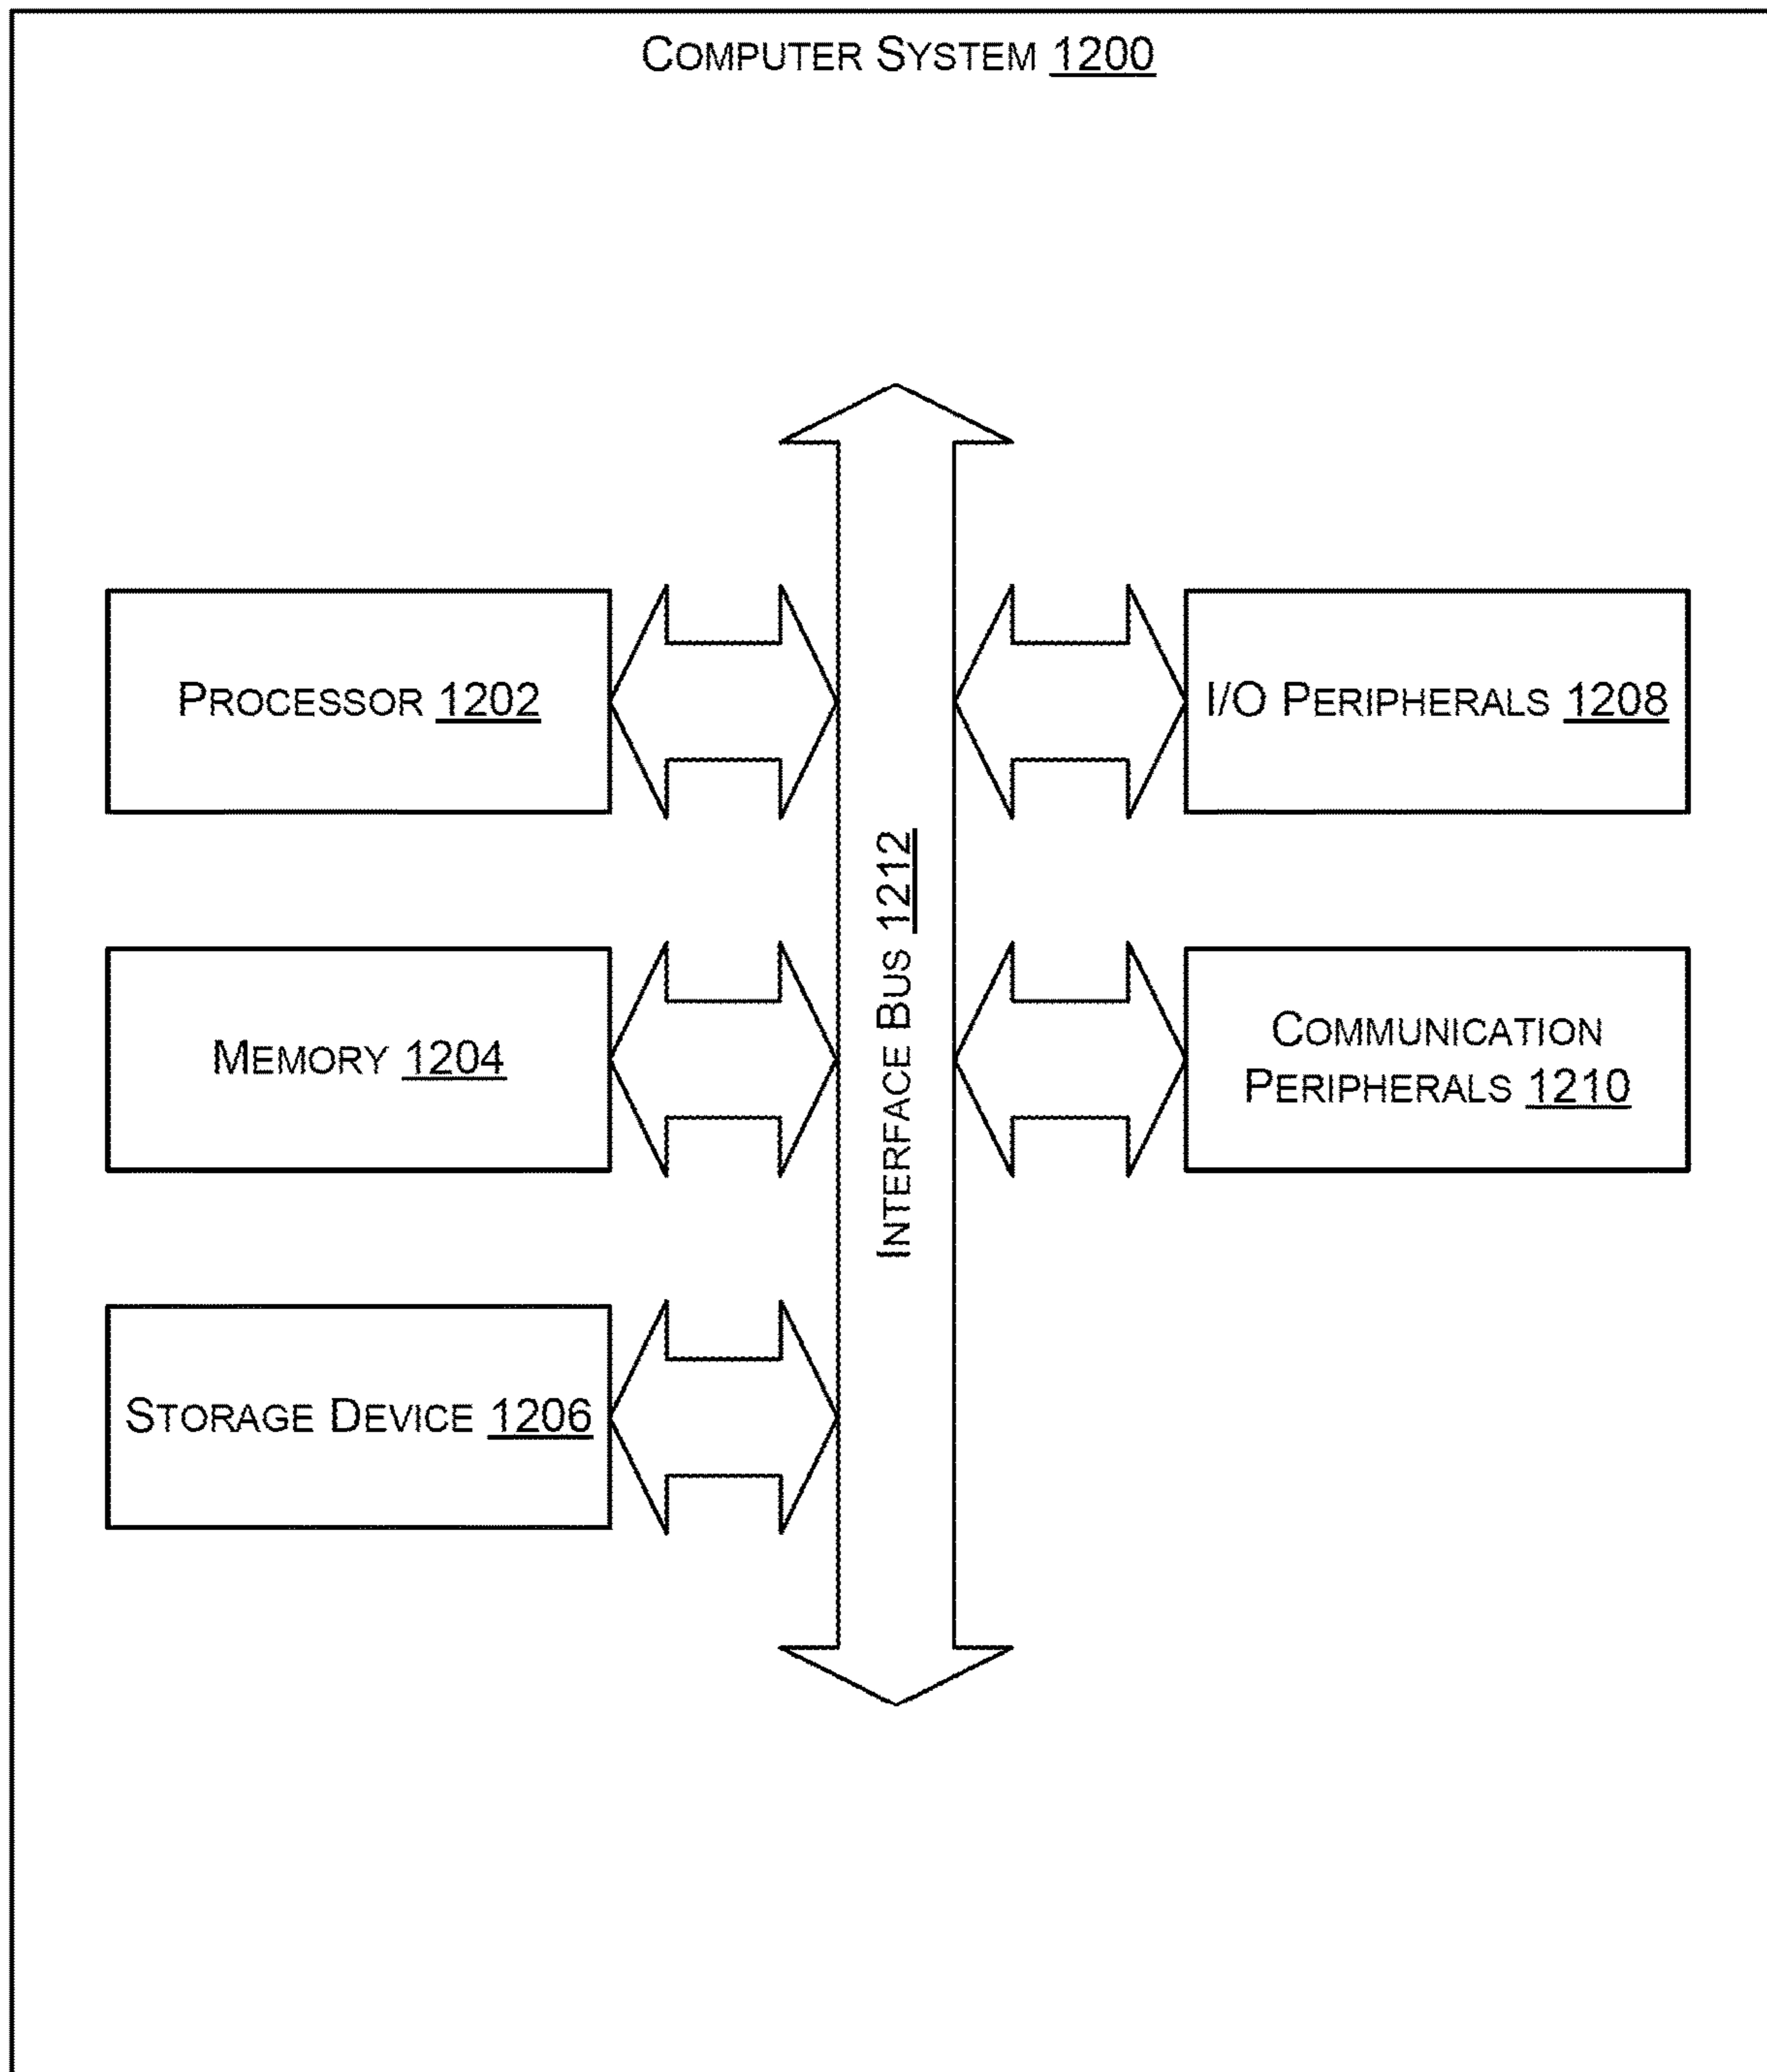 COMPUTER SYSTEM 1200
PROCESSOR 1202
I/O PERIPHERALS 1208
INTERFACE BUS 1212
MEMORY 1204
COMMUNICATION
PERIPHERALS 1210
STORAGE DEVICE 1206